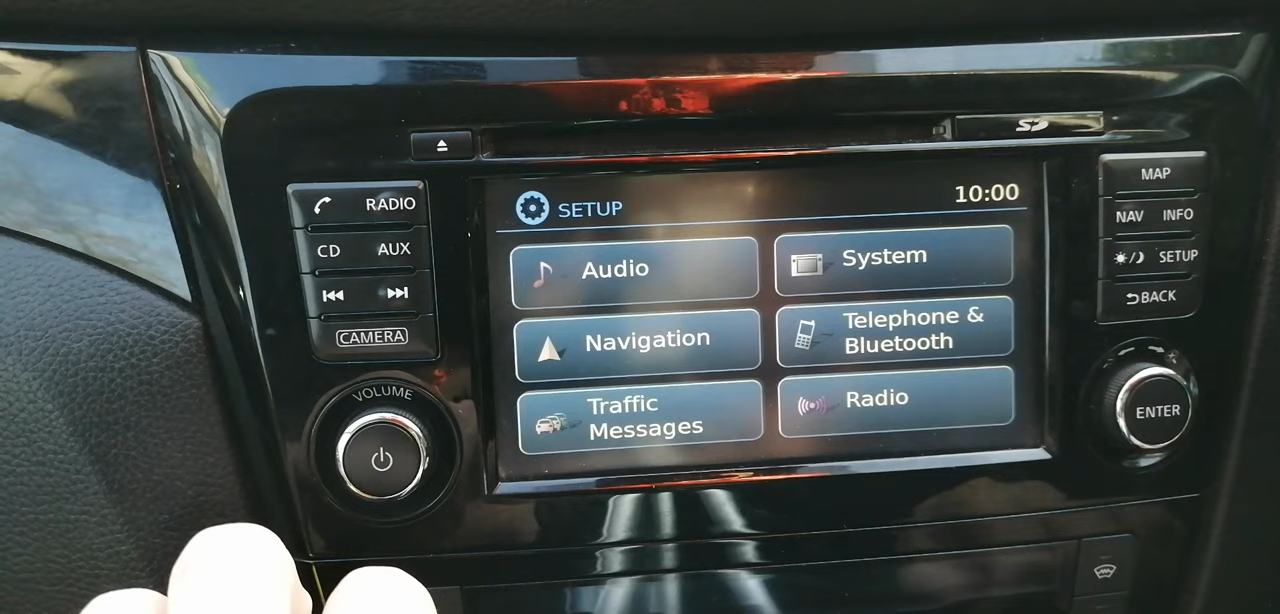 SD
RADIO
CD AUX
CAMERA
VOLUME
SETUP 10:00
Audio
System
Navigation
Telephone &
Bluetooth
Traffic
Messages
Radio
MAP
NAV INFO
SETUP
BACK
ENTER